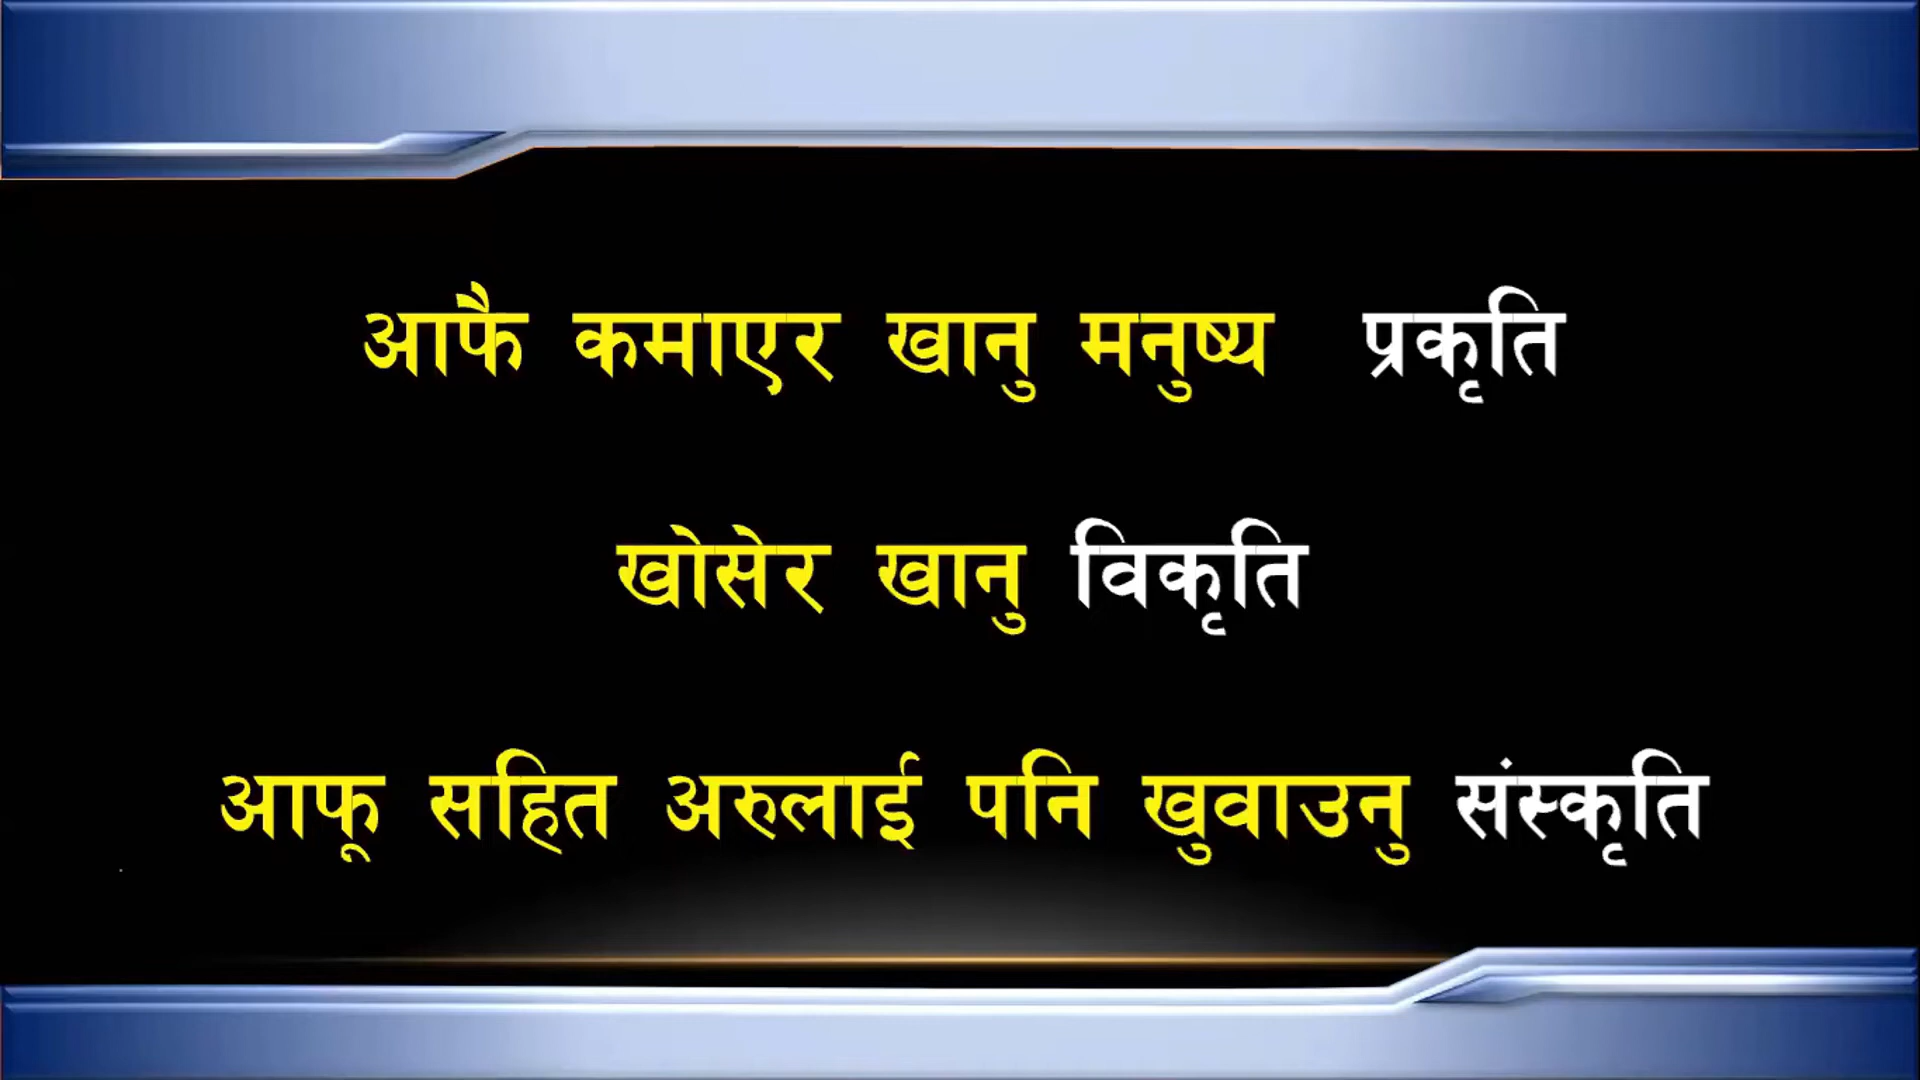 आफै कमाएर खानु मनुष्य प्रकृति
खोसेर खानु विकृति
आफू सहित अरुलाई पनि खुवाउनु संस्कृति